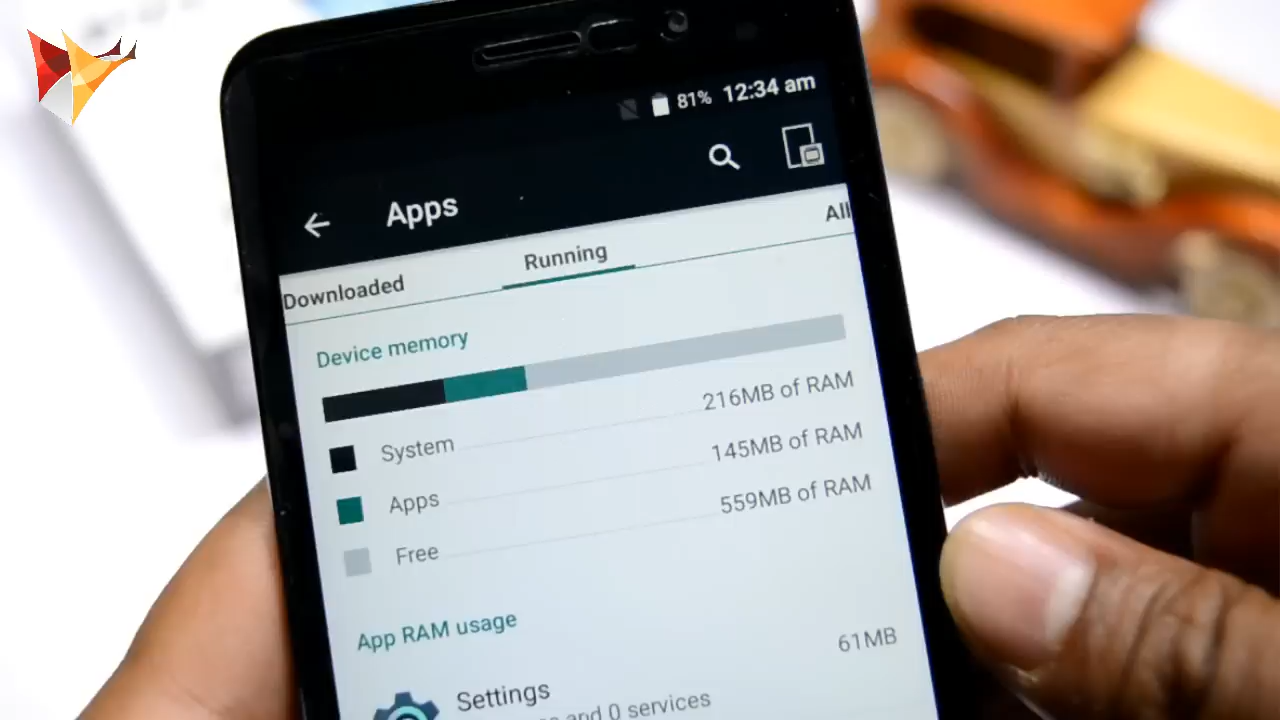 81% 12:34 am
Apps
Downloaded Running All
Device memory
System 216MB of RAM
Apps 145MB of RAM
Free 559MB of RAM
App RAM usage
Settings 61MB
and 0 services